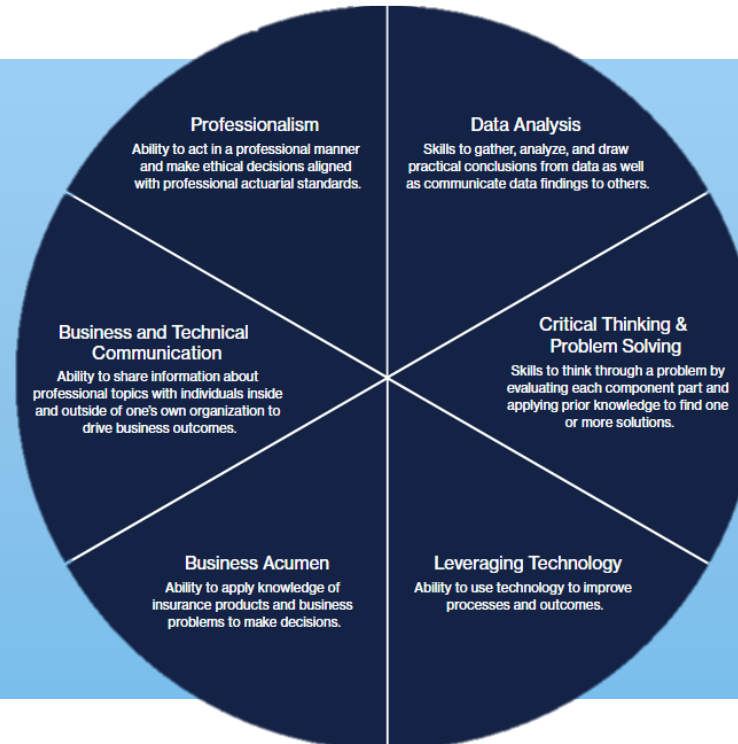 Professionalism
Ability to act in a professional manner
and make ethical decisions aligned
with professional actuarial standards.
Data Analysis
Skills to gather, analyze, and draw
practical conclusions from data as well
as communicate data findings to others.
Business and Technical
Communication
Ability to share information about
professional topics with individuals inside
and outside of one's own organization to
drive business outcomes.
Critical Thinking &
Problem Solving
Skills to think through a problem by
evaluating each component part and
applying prior knowledge to find one
or more solutions.
Business Acumen
Ability to apply knowledge of
insurance products and business
problems to make decisions.
Leveraging Technology
Ability to use technology to improve
processes and outcomes.